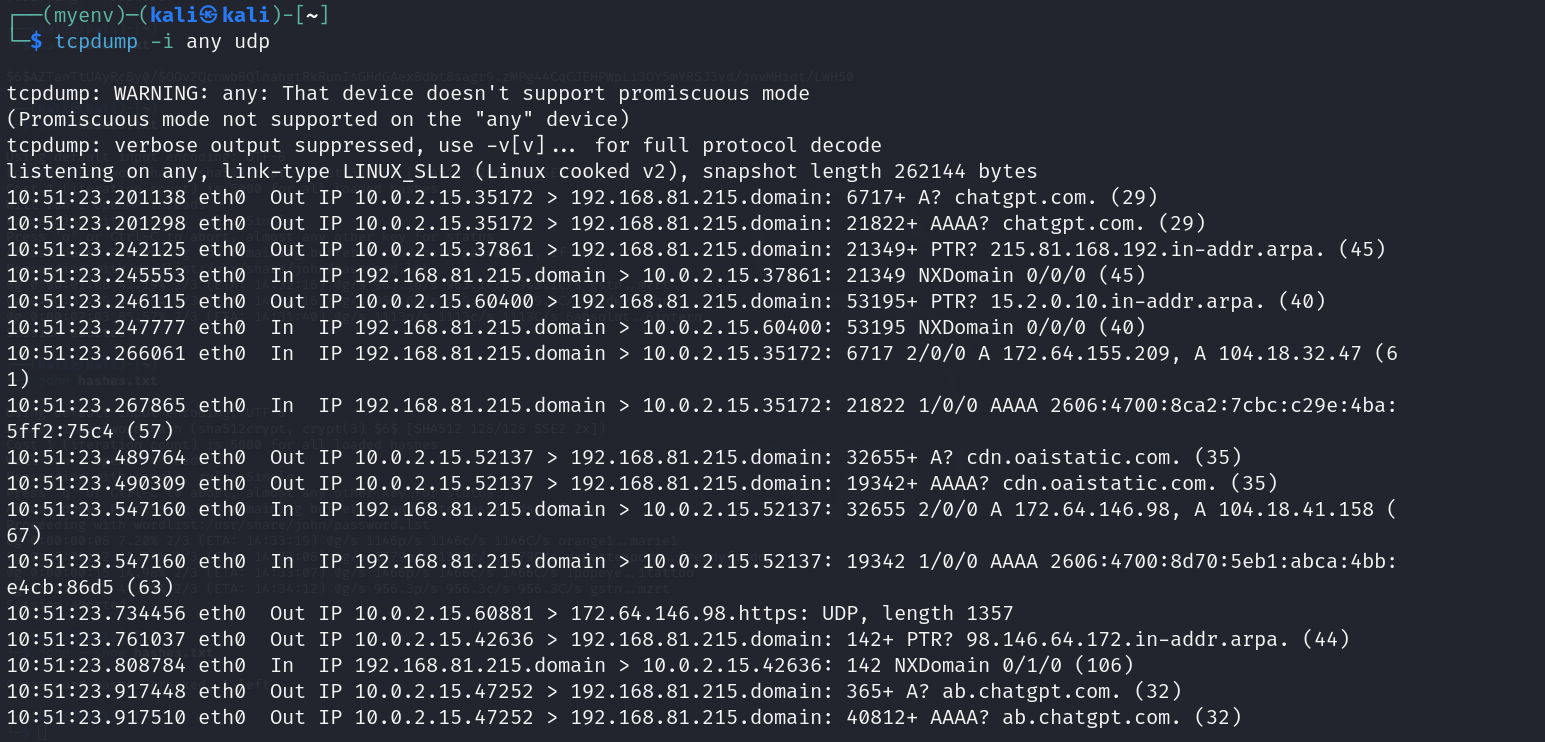 ┌──(myenv)─(kali㉿kali)-[~]
└─$ tcpdump -i any udp
tcpdump: WARNING: any: That device doesn't support promiscuous mode
(Promiscuous mode not supported on the "any" device)
tcpdump: verbose output suppressed, use -v[v]... for full protocol decode
listening on any, link-type LINUX_SLL2 (Linux cooked v2), snapshot length 262144 bytes
10:51:23.201138 eth0  Out IP 10.0.2.15.35172 > 192.168.81.215.domain: 6717+ A? chatgpt.com. (29)
10:51:23.201298 eth0  Out IP 10.0.2.15.35172 > 192.168.81.215.domain: 21822+ AAAA? chatgpt.com. (29)
10:51:23.242125 eth0  Out IP 10.0.2.15.37861 > 192.168.81.215.domain: 21349+ PTR? 215.81.168.192.in-addr.arpa. (45)
10:51:23.245553 eth0  In  IP 192.168.81.215.domain > 10.0.2.15.37861: 21349 NXDomain 0/0/0 (45)
10:51:23.246115 eth0  Out IP 10.0.2.15.60400 > 192.168.81.215.domain: 53195+ PTR? 15.2.0.10.in-addr.arpa. (40)
10:51:23.247777 eth0  In  IP 192.168.81.215.domain > 10.0.2.15.60400: 53195 NXDomain 0/0/0 (40)
10:51:23.266061 eth0  In  IP 192.168.81.215.domain > 10.0.2.15.35172: 6717 2/0/0 A 172.64.155.209, A 104.18.32.47 (6
1)
10:51:23.267865 eth0  In  IP 192.168.81.215.domain > 10.0.2.15.35172: 21822 1/0/0 AAAA 2606:4700:8ca2:7cbc:c29e:4ba:
5ff2:75c4 (57)
10:51:23.489764 eth0  Out IP 10.0.2.15.52137 > 192.168.81.215.domain: 32655+ A? cdn.oaistatic.com. (35)
10:51:23.490309 eth0  Out IP 10.0.2.15.52137 > 192.168.81.215.domain: 19342+ AAAA? cdn.oaistatic.com. (35)
10:51:23.547160 eth0  In  IP 192.168.81.215.domain > 10.0.2.15.52137: 32655 2/0/0 A 172.64.146.98, A 104.18.41.158 (
67)
10:51:23.547160 eth0  In  IP 192.168.81.215.domain > 10.0.2.15.52137: 19342 1/0/0 AAAA 2606:4700:8d70:5eb1:abca:4bb:
e4cb:86d5 (63)
10:51:23.734456 eth0  Out IP 10.0.2.15.60881 > 172.64.146.98.https: UDP, length 1357
10:51:23.761037 eth0  Out IP 10.0.2.15.42636 > 192.168.81.215.domain: 142+ PTR? 98.146.64.172.in-addr.arpa. (44)
10:51:23.808784 eth0  In  IP 192.168.81.215.domain > 10.0.2.15.42636: 142 NXDomain 0/1/0 (106)
10:51:23.917448 eth0  Out IP 10.0.2.15.47252 > 192.168.81.215.domain: 365+ A? ab.chatgpt.com. (32)
10:51:23.917510 eth0  Out IP 10.0.2.15.47252 > 192.168.81.215.domain: 40812+ AAAA? ab.chatgpt.com. (32)